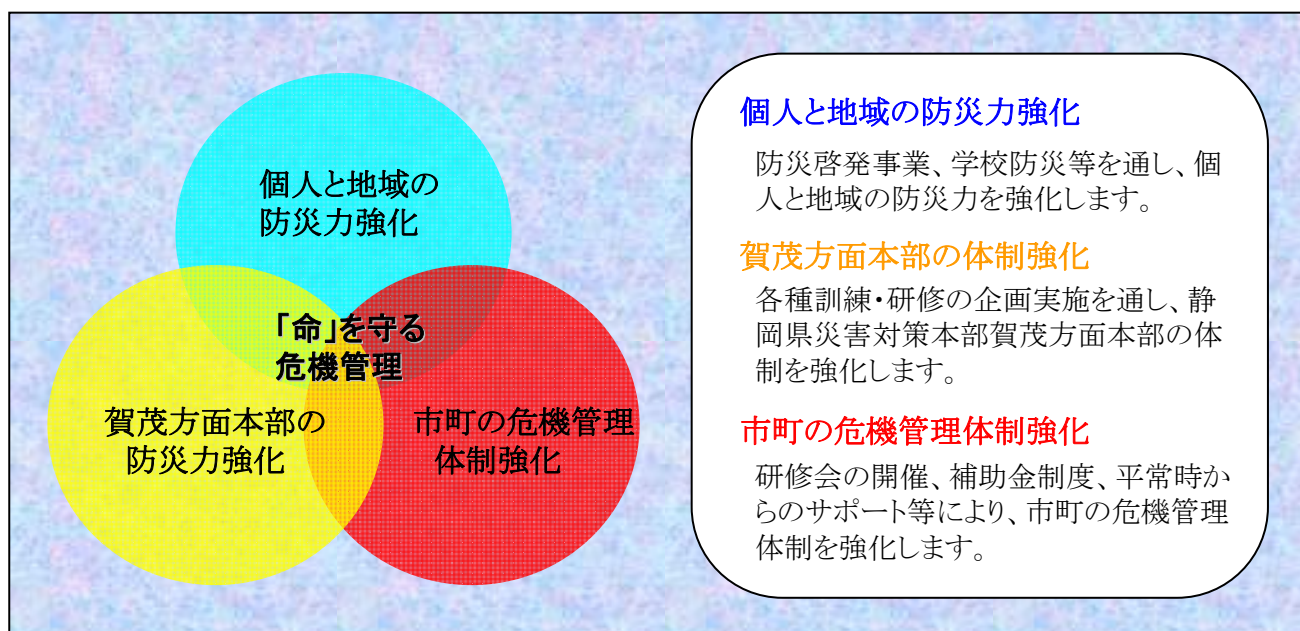 個人と地域の
防災力強化
「命」を守る
危機管理
賀茂方面本部の
防災力強化
市町の危機管理
体制強化
個人と地域の防災力強化
防災啓発事業、学校防災等を通し、個
人と地域の防災力を強化します。
賀茂方面本部の体制強化
各種訓練・研修の企画実施を通し、静
岡県災害対策本部賀茂方面本部の体
制を強化します。
市町の危機管理体制強化
研修会の開催、補助金制度、平常時か
らのサポート等により、市町の危機管理
体制を強化します。